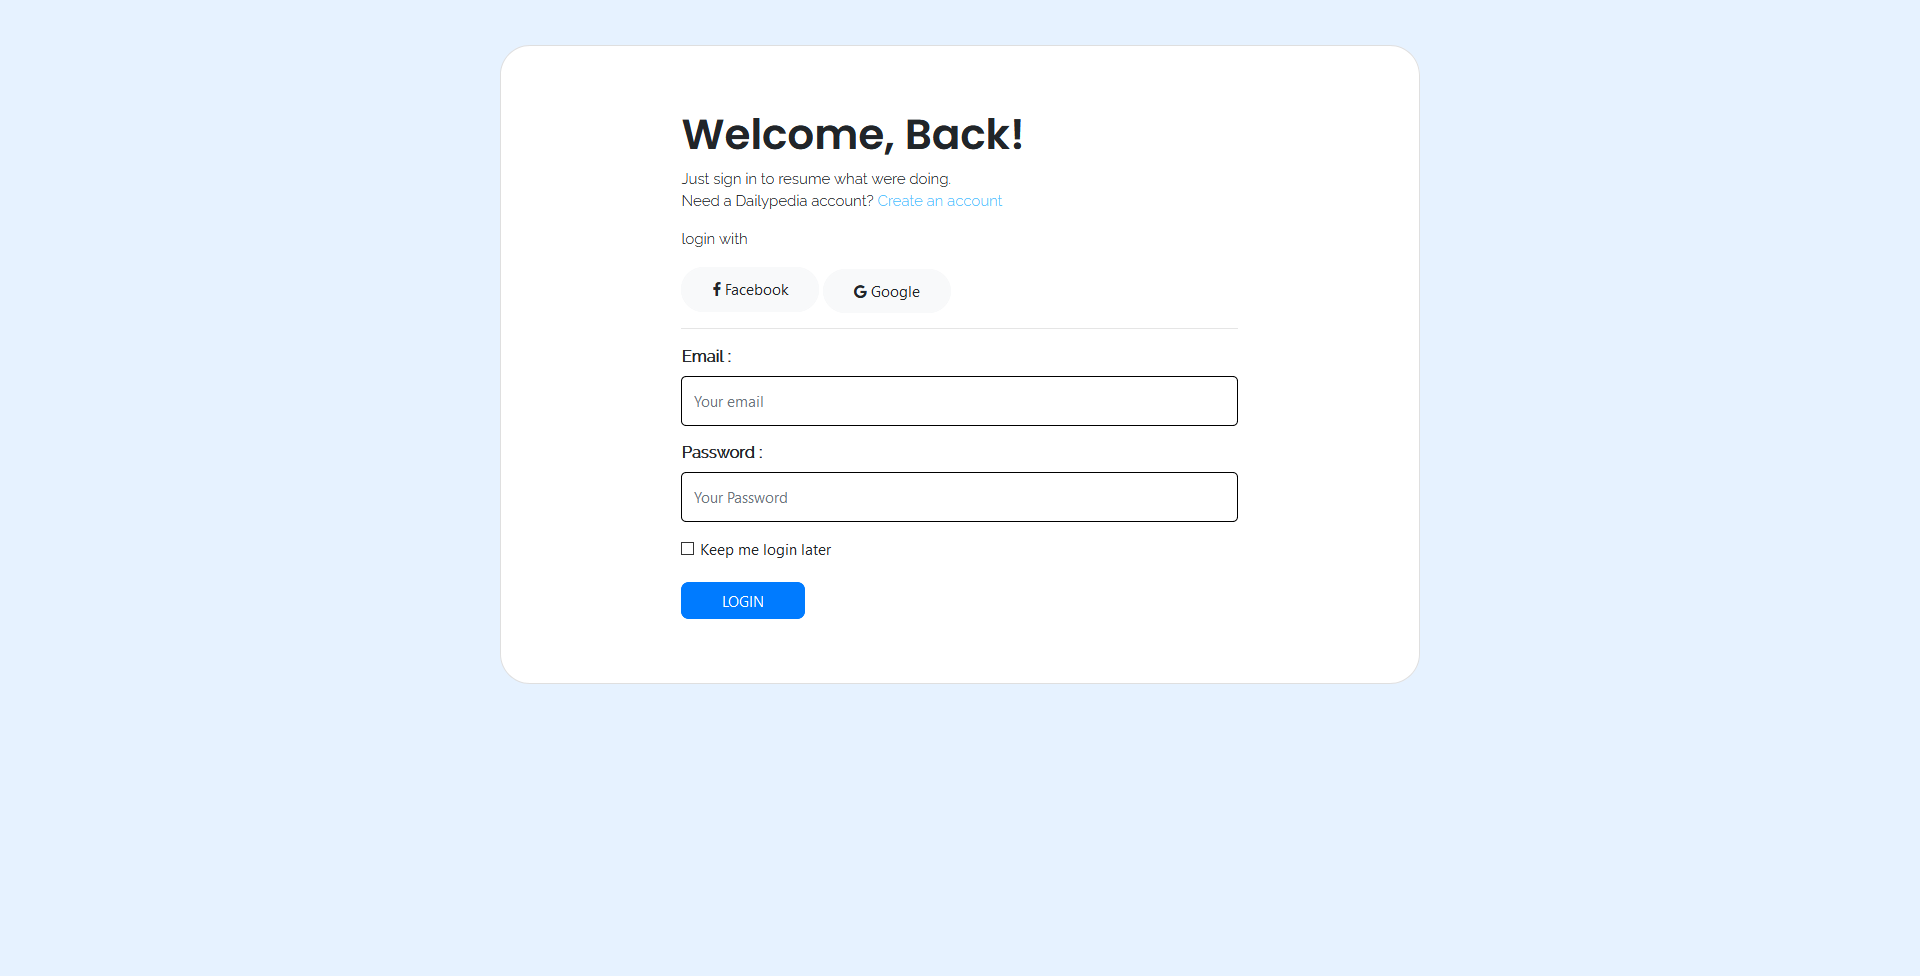 Welcome, Back!
Just sign in to resume what were doing.
Need a Dailypedia account? Create an account
login with
Facebook Google
Email :
Your email
Password :
Your Password
Keep me login later
LOGIN